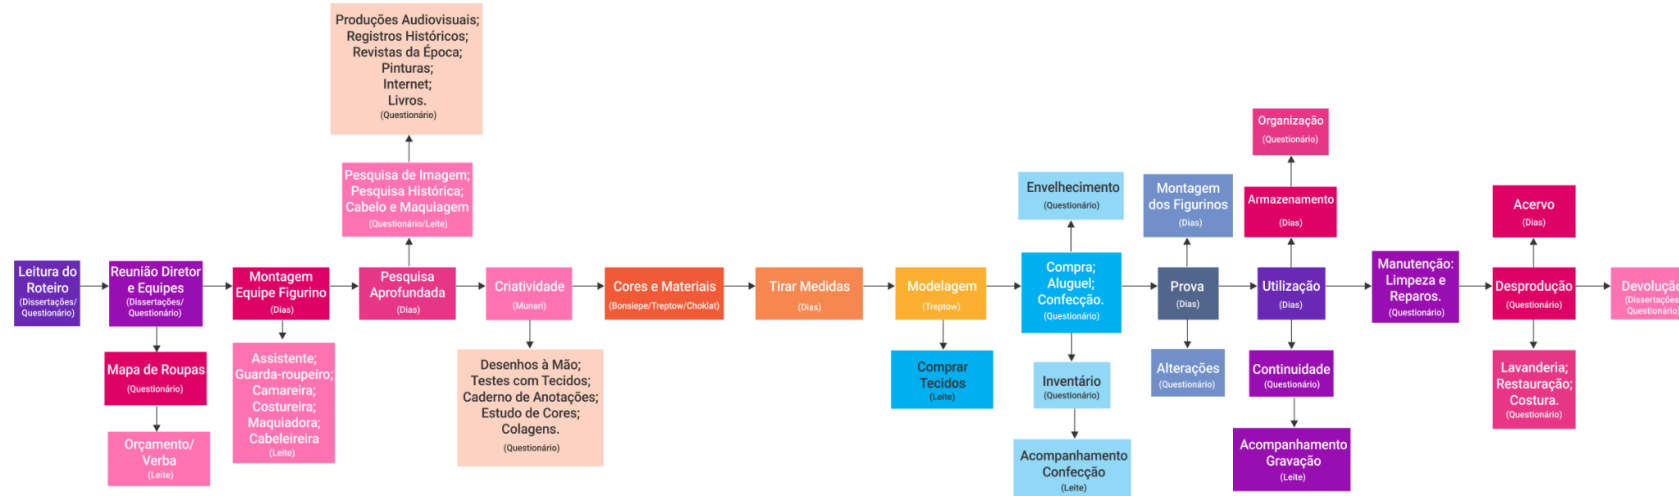 Leitura do
Roteiro
(Dissertações/
Questionário)
Reunião Diretor
e Equipes
(Dissertações/
Questionário)
Mapa de Roupas
(Questionário)
Orçamento/
Verba
(Leite)
Montagem
Equipe Figurino
(Dias)
Assistente;
Guarda-roupeiro;
Camareira;
Costureira;
Maquiadora;
Cabeleireira
(Leite)
Produções Audiovisuais;
Registros Históricos;
Revistas da Época;
Pinturas;
Internet;
Livros.
(Questionário)
Pesquisa de Imagem;
Pesquisa Histórica;
Cabelo e Maquiagem
(Questionário/Leite)
Pesquisa
Aprofundada
(Dias)
Criatividade
(Munari)
Desenhos à Mão;
Testes com Tecidos;
Caderno de Anotações;
Estudo de Cores;
Colagens.
(Questionário)
Cores e Materiais
(Bonsiepe/Treptow/Choklat)
Tirar Medidas
(Dias)
Modelagem
(Treptow)
Comprar
Tecidos
(Leite)
Envelhecimento
(Questionário)
Compra;
Aluguel;
Confecção.
(Questionário)
Inventário
(Questionário)
Acompanhamento
Confecção
(Leite)
Montagem
dos Figurinos
(Dias)
Prova
(Dias)
Alterações
(Questionário)
Organização
(Questionário)
Armazenamento
(Dias)
Utilização
(Dias)
Continuidade
(Questionário)
Acompanhamento
Gravação
(Leite)
Manutenção:
Limpeza e
Reparos.
(Questionário)
Acervo
(Dias)
Desprodução
(Questionário)
Lavanderia;
Restauração;
Costura.
(Questionário)
Devolução
(Dissertações
Questionário)